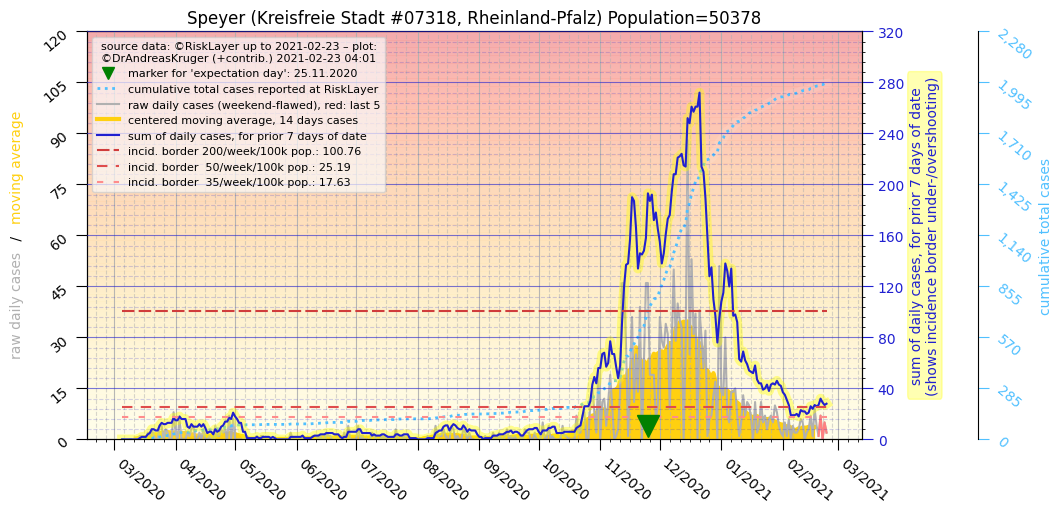 Speyer (Kreisfreie Stadt #07318, Rheinland-Pfalz) Population=50378
source data: ©RiskLayer up to 2021-02-23 – plot:
©DrAndreasKruger (+contrib.) 2021-02-23 04:01
marker for 'expectation day': 25.11.2020
cumulative total cases reported at RiskLayer
raw daily cases (weekend-flawed), red: last 5
centered moving average, 14 days cases
sum of daily cases, for prior 7 days of date
incid. border 200/week/100k pop.: 100.76
incid. border  50/week/100k pop.: 25.19
incid. border  35/week/100k pop.: 17.63
raw daily cases  /  moving average
120
105
90
75
60
45
30
15
0
03/2020
04/2020
05/2020
06/2020
07/2020
08/2020
09/2020
10/2020
11/2020
12/2020
01/2021
02/2021
03/2021
320
280
240
200
160
120
80
40
0
sum of daily cases, for prior 7 days of date
(shows incidence border under-/overshooting)
2,280
1,995
1,710
1,425
1,140
855
570
285
0
cumulative total cases